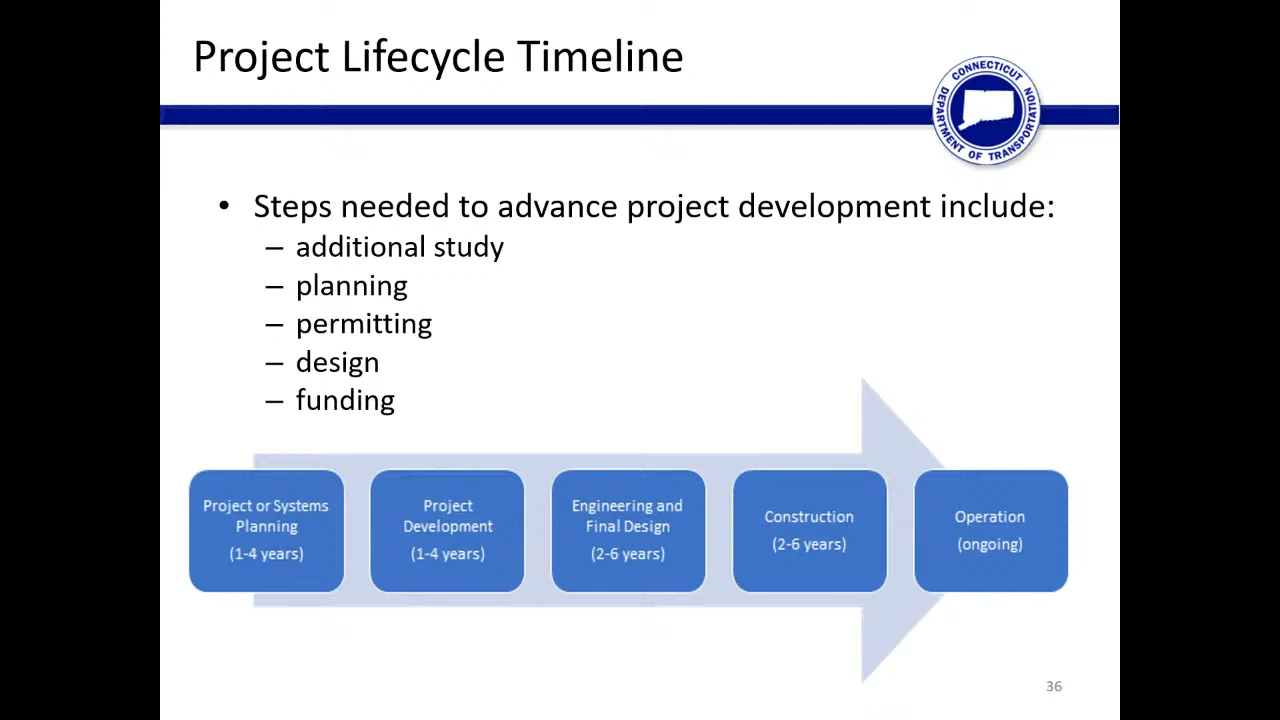 Project Lifecycle Timeline
CONNECTICUT
DEPARTMENT OF TRANSPORTATION
• Steps needed to advance project development include:
– additional study
– planning
– permitting
– design
– funding
Project or Systems
Planning
(1-4 years)
Project
Development
(1-4 years)
Engineering and
Final Design
(2-6 years)
Construction
(2-6 years)
Operation
(ongoing)
36